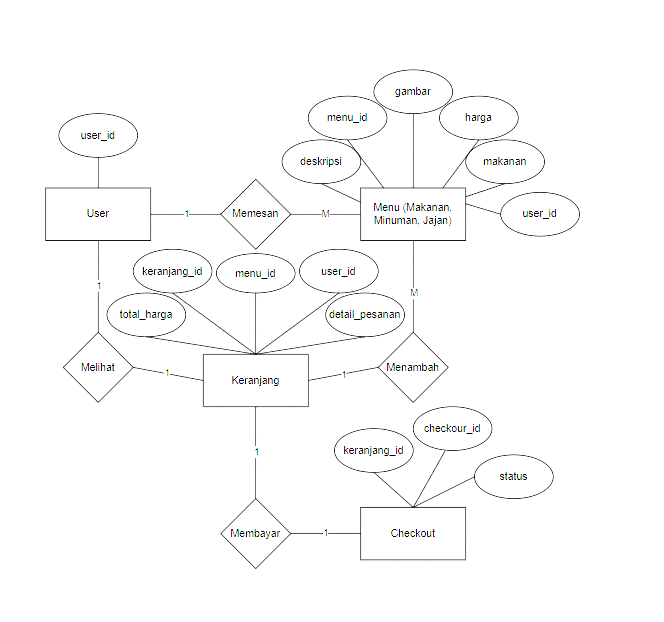 gambar
menu_id
harga
user_id
deskripsi
makanan
User
1
Memesan
M
Menu (Makanan,
Minuman, Jajan)
user_id
keranjang_id
menu_id
user_id
1
M
total_harga
detail_pesanan
Melihat
1
Keranjang
1
Menambah
checkour_id
keranjang_id
1
status
Membayar
1
Checkout